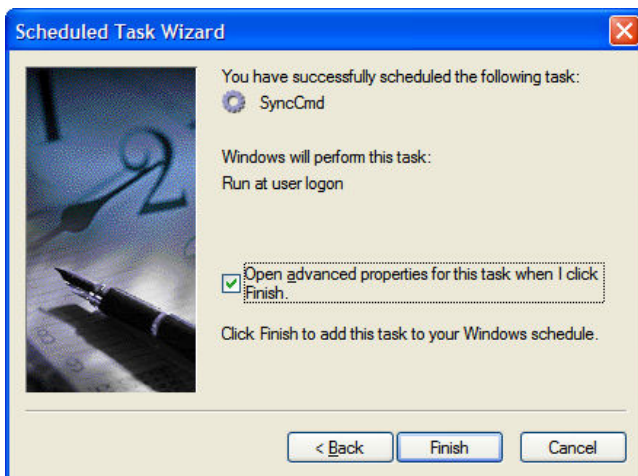 Scheduled Task Wizard
You have successfully scheduled the following task:
SyncCmd
Windows will perform this task:
Run at user logon
Open advanced properties for this task when I click
Finish.
Click Finish to add this task to your Windows schedule.
< Back
Finish
Cancel